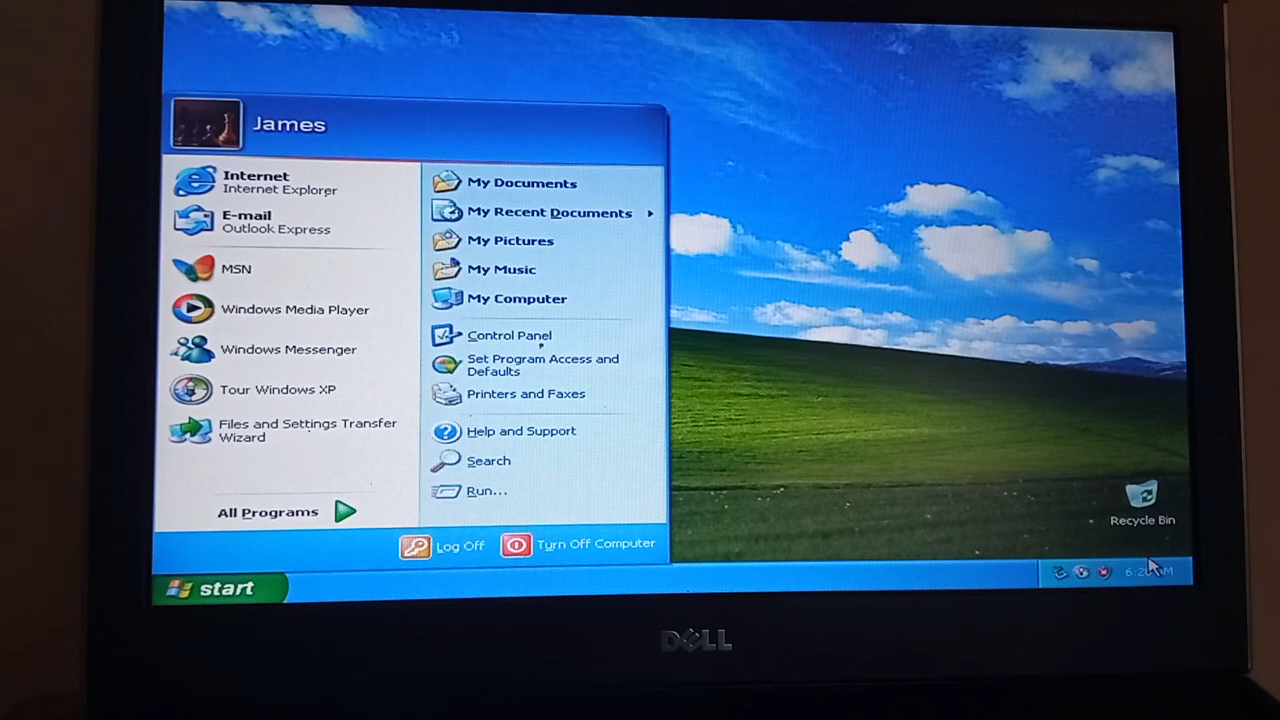 James
Internet
Internet Explorer
E-mail
Outlook Express
MSN
Windows Media Player
Windows Messenger
Tour Windows XP
Files and Settings Transfer
Wizard
All Programs
My Documents
My Recent Documents
My Pictures
My Music
My Computer
Control Panel
Set Program Access and
Defaults
Printers and Faxes
Help and Support
Search
Run...
Log Off
Turn Off Computer
Recycle Bin
start
DELL